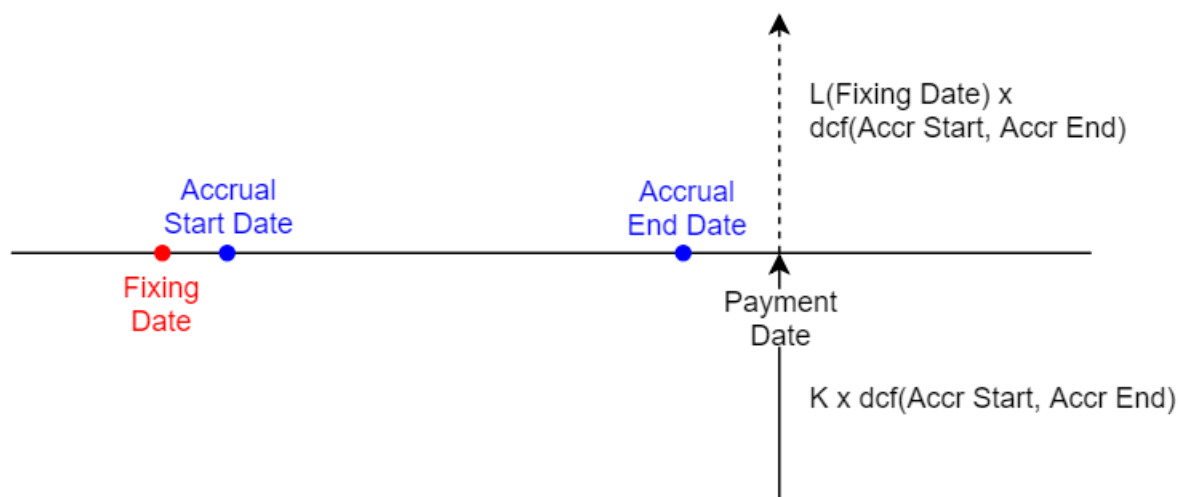 L(Fixing Date) x
dcf(Accr Start, Accr End)
Accrual
Start Date
Accrual
End Date
Fixing
Date
Payment
Date
K x dcf(Accr Start, Accr End)